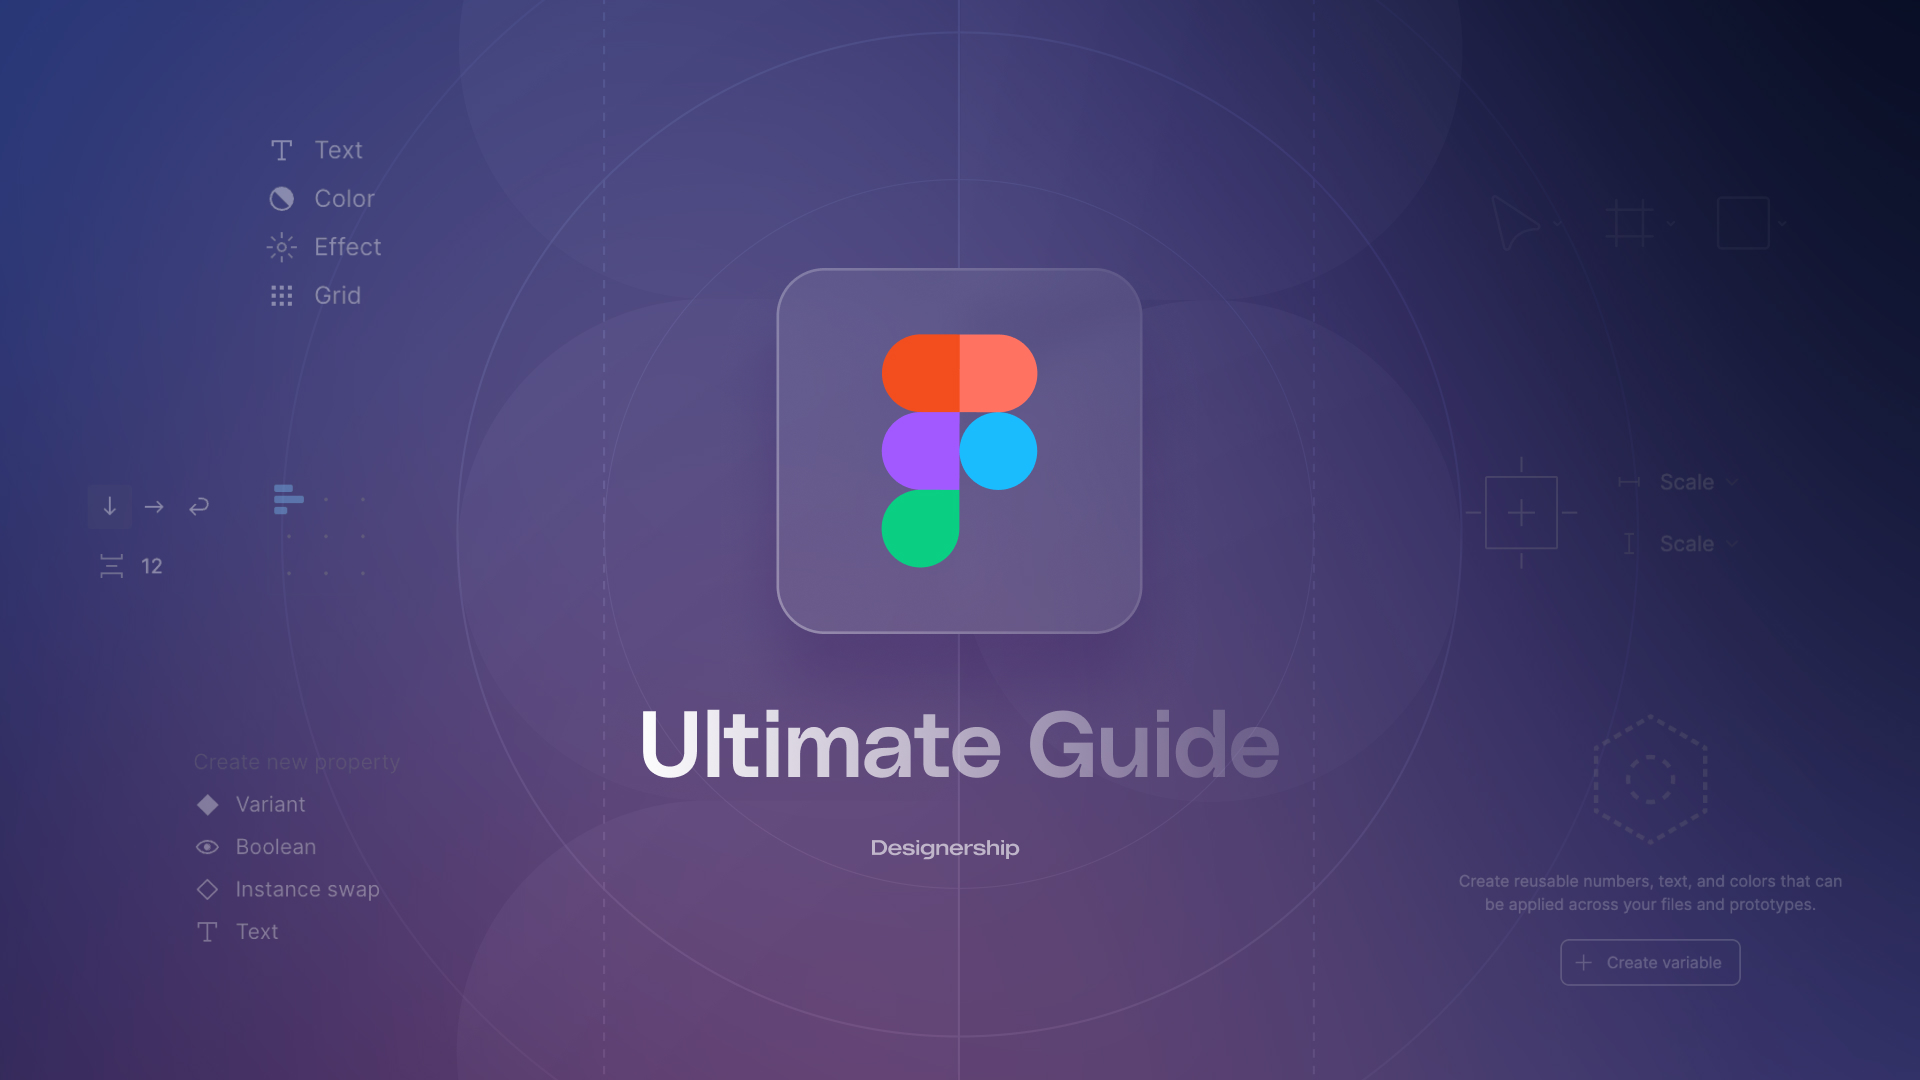 Text
Color
Effect
Grid
12
Scale
Scale
Ultimate Guide
Designership
Create new property
Variant
Boolean
Instance swap
Text
Create reusable numbers, text, and colors that can
be applied across your files and prototypes.
Create variable